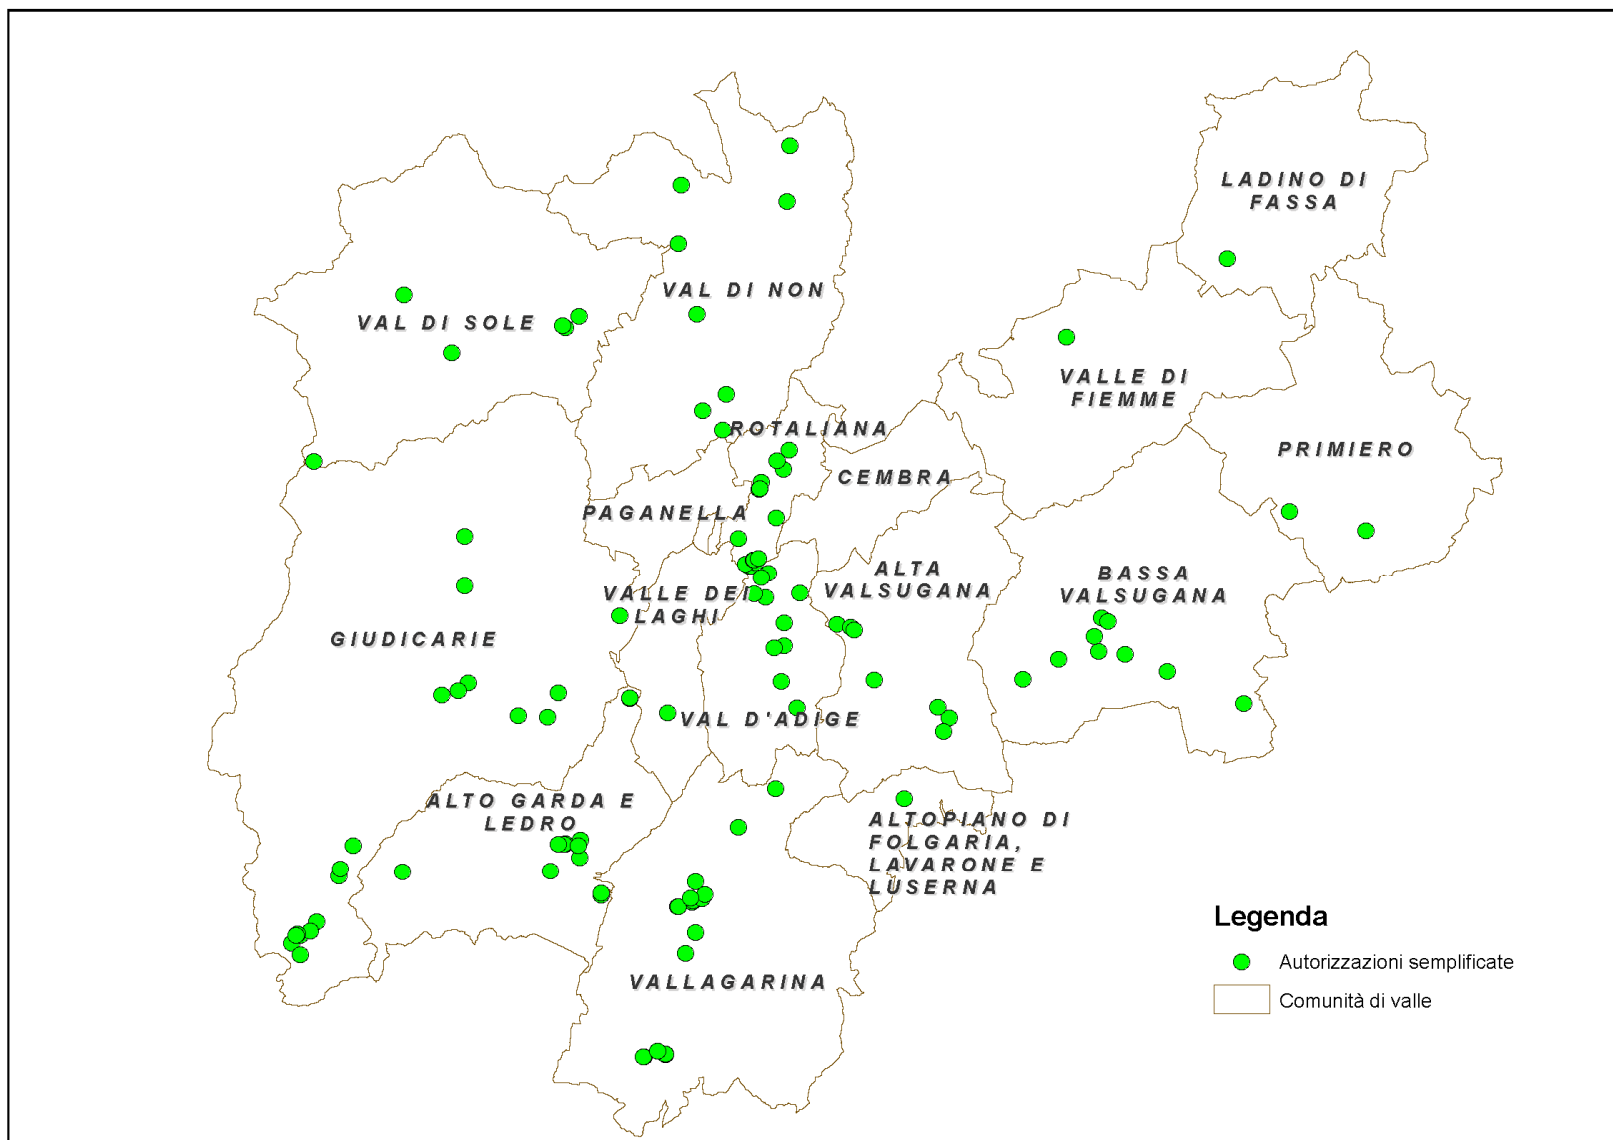 LADINO DI
FASSA
VAL DI NON
VAL DI SOLE
VALLE DI
FIEMME
ROTALIANA
PRIMIERO
CEMBRA
PAGANELLA
ALTA
VALSUGANA
BASSA
VALSUGANA
VALLE DEI
LAGHI
GIUDICARIE
VAL D'ADIGE
ALTO GARDA E
LEDRO
ALTOPIANO DI
FOLGARIA,
LAVARONE E
LUSERNA
VALLAGARINA
Legenda
Autorizzazioni semplificate
Comunità di valle